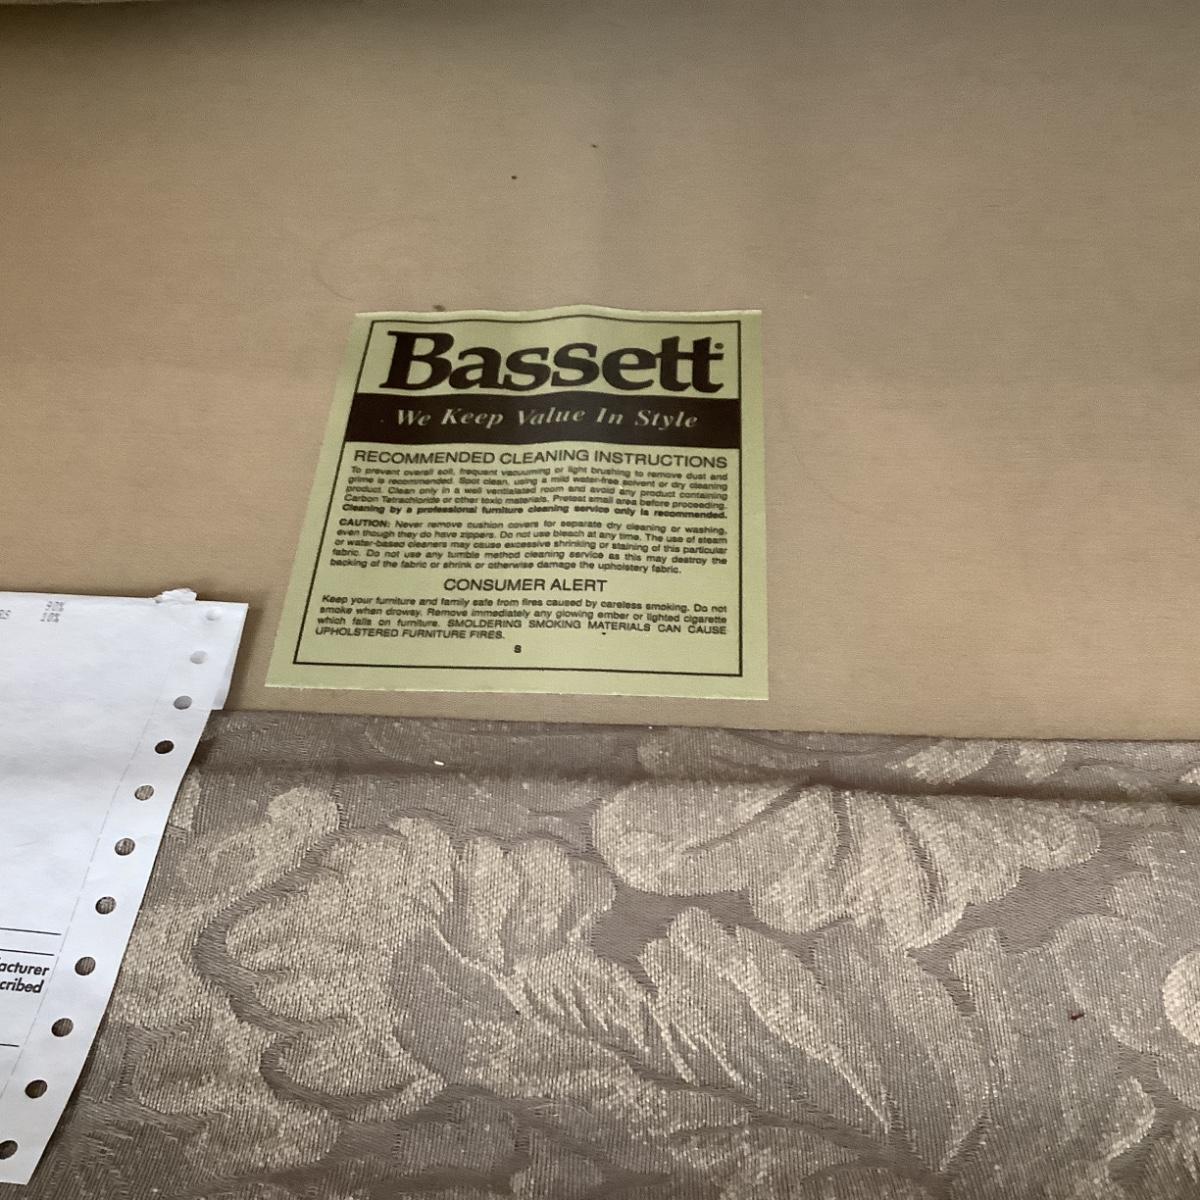 Bassett
We Keep Value In Style
RECOMMENDED CLEANING INSTRUCTIONS
To prevent overall soil, frequent vacuuming or light brushing to remove dust and
grime is recommended. Spot clean, using a mild water-free solvent or dry cleaning
product. Clean only in a well ventilated room and avoid any product containing
Carbon Tetrachloride or other toxic materials. Pretest small area before proceeding.
Cleaning by a professional furniture cleaning service only is recommended.
CAUTION: Never remove cushion covers for separate dry cleaning or washing,
even though they do have zippers. Do not use bleach at any time. The use of steam
or water-based cleaners may cause excessive shrinking or staining of this particular
fabric. Do not use any tumble method cleaning service as this may destroy the
backing of the fabric or shrink or otherwise damage the upholstery fabric.
CONSUMER ALERT
Keep your furniture and family safe from fires caused by careless smoking. Do not
smoke when drowsy. Remove immediately any glowing ember or lighted cigarette
which falls on furniture. SMOLDERING SMOKING MATERIALS CAN CAUSE
UPHOLSTERED FURNITURE FIRES.
S
90%
RS 10%
acturer
cribed